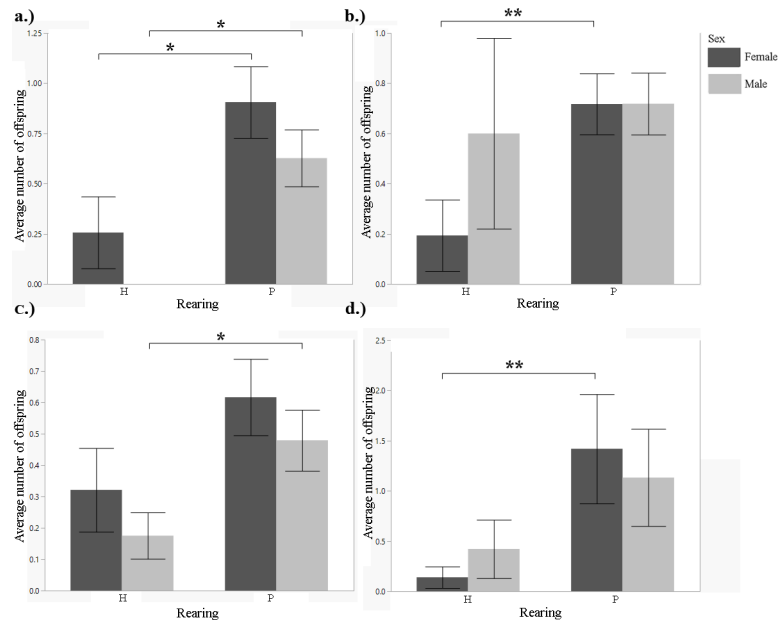 a.)
*
*
1.25
1.00
0.75
0.50
0.25
0.00
Average number of offspring
H
P
Rearing
b.)
**
1.0
0.8
0.6
0.4
0.2
0.0
Average number of offspring
H
P
Rearing
Sex
Female
Male
c.)
*
0.8
0.7
0.6
0.5
0.4
0.3
0.2
0.1
0.0
Average number of offspring
H
P
Rearing
d.)
**
2.5
2.0
1.5
1.0
0.5
0.0
Average number of offspring
H
P
Rearing